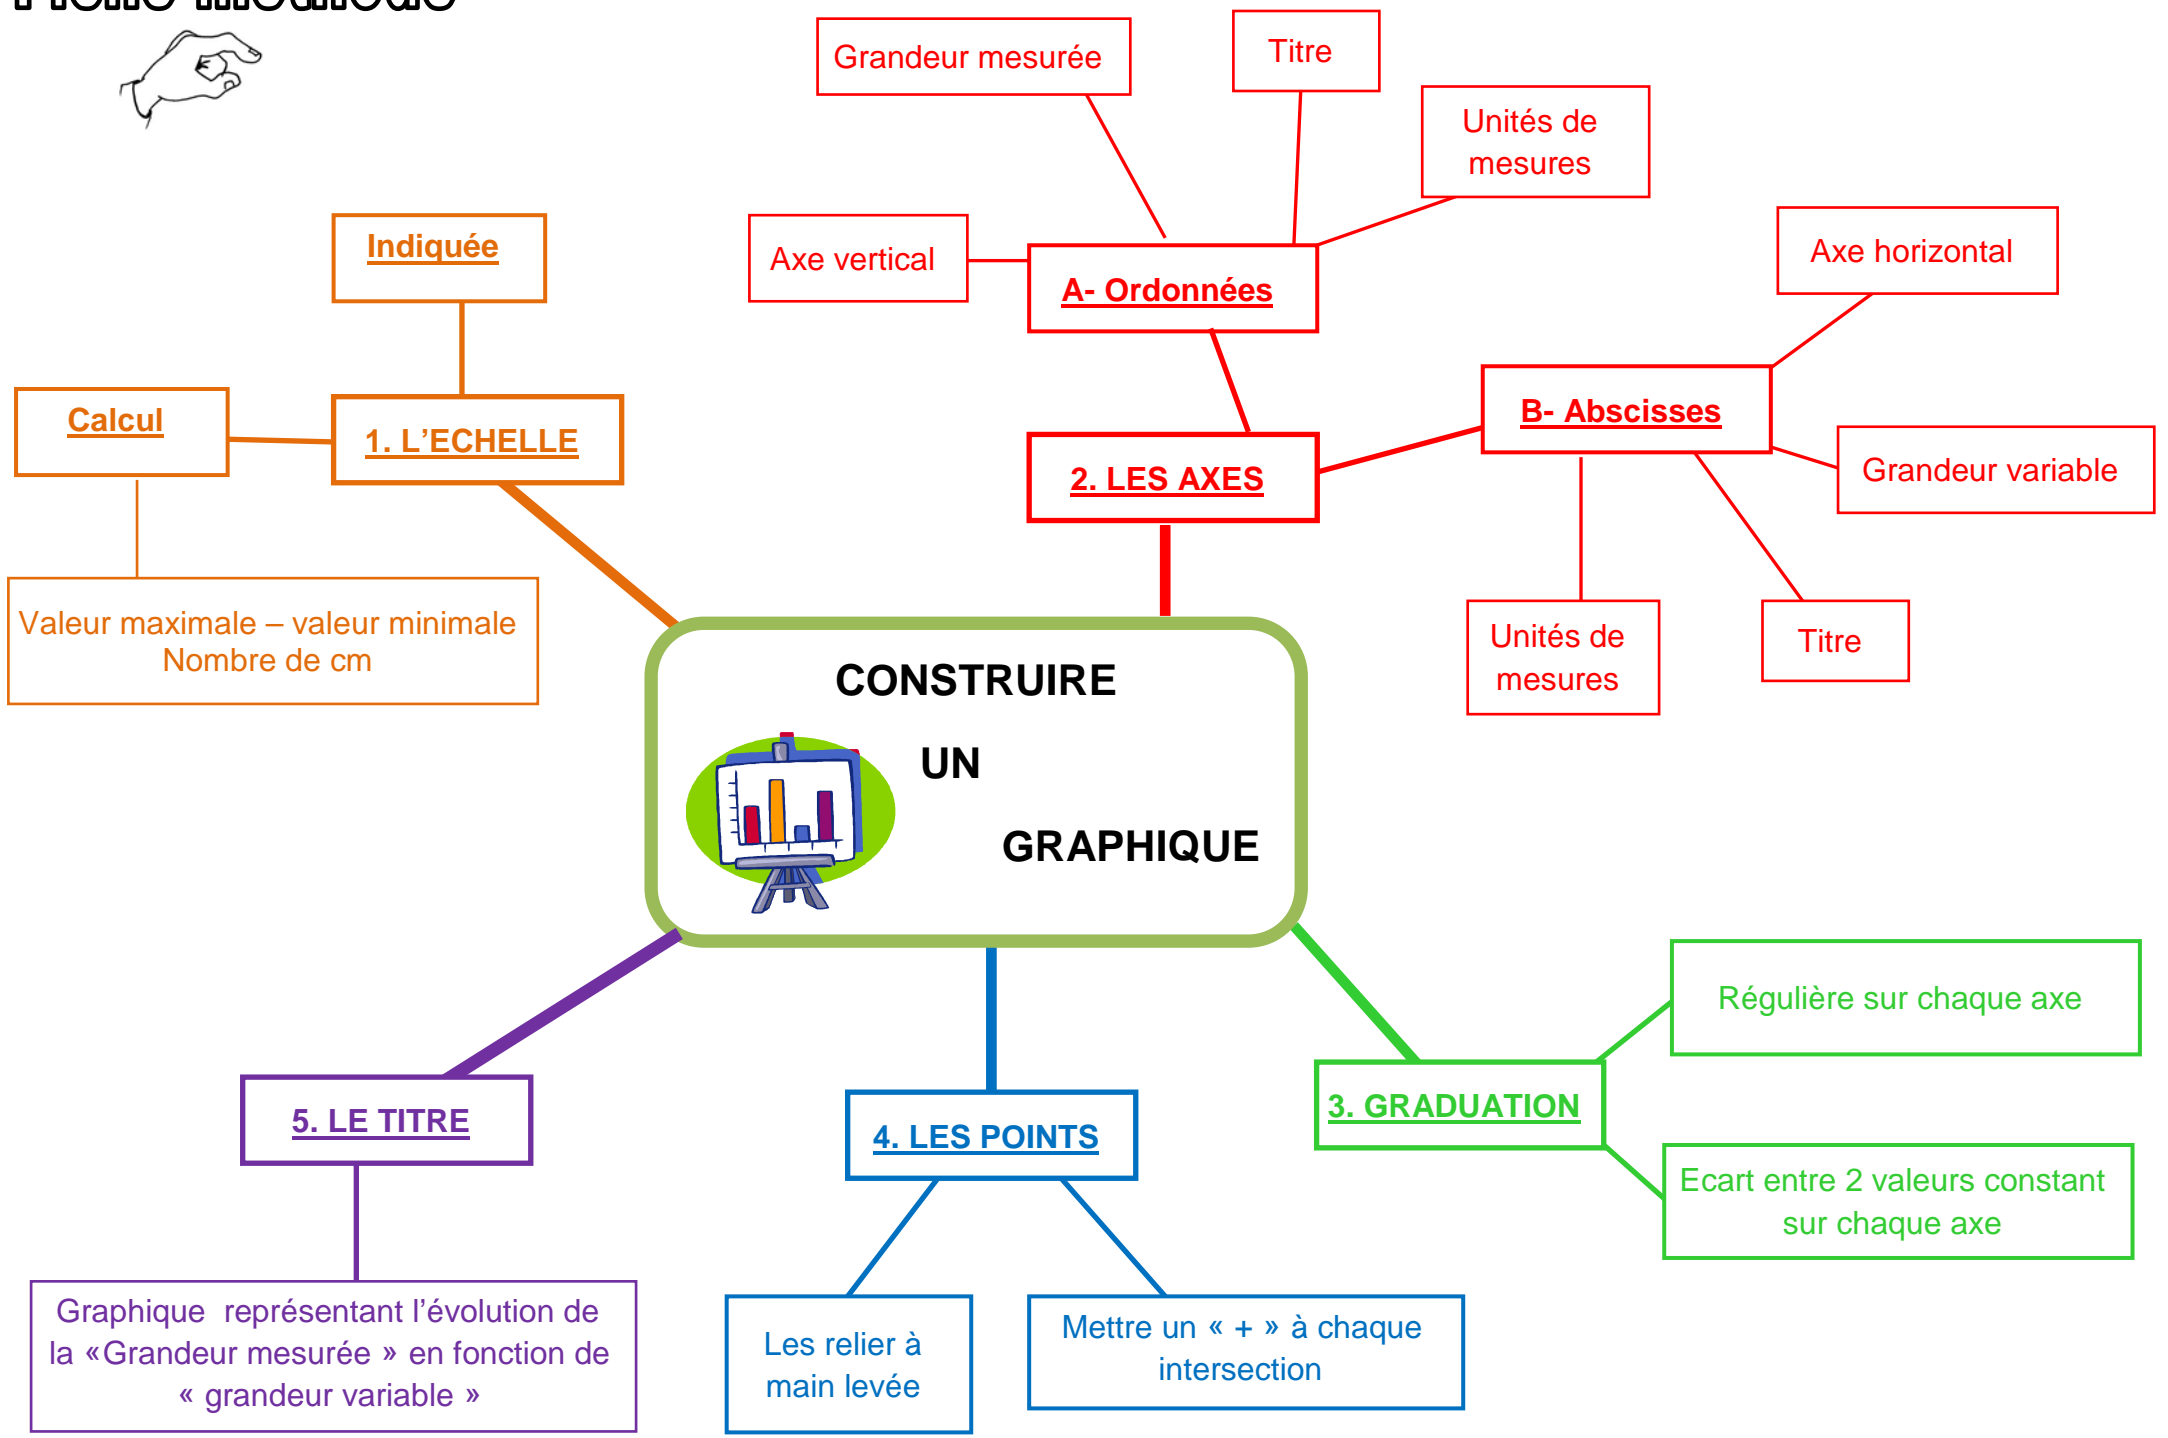 Fiche méthode
Grandeur mesurée
Titre
Unités de
mesures
Axe vertical
A- Ordonnées
Axe horizontal
B- Abscisses
Grandeur variable
Unités de
mesures
Titre
2. LES AXES
Indiquée
Calcul
1. L’ECHELLE
Valeur maximale – valeur minimale
Nombre de cm
CONSTRUIRE
UN
GRAPHIQUE
Régulière sur chaque axe
3. GRADUATION
Ecart entre 2 valeurs constant
sur chaque axe
4. LES POINTS
Les relier à
main levée
Mettre un « + » à chaque
intersection
5. LE TITRE
Graphique  représentant l’évolution de
la «Grandeur mesurée » en fonction de
« grandeur variable »